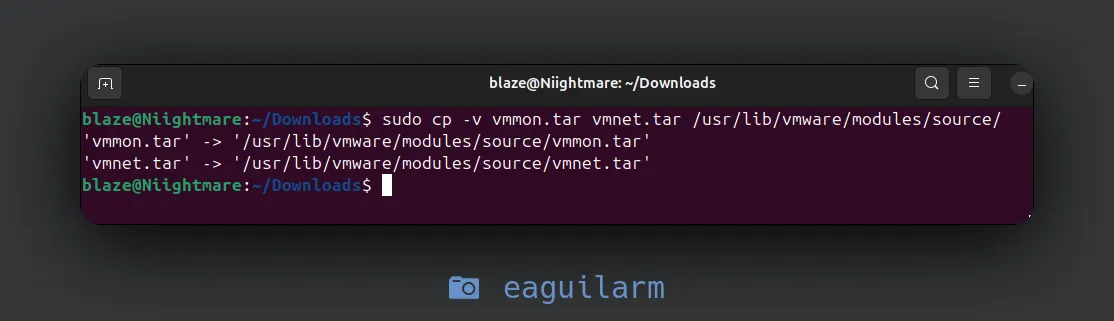 blaze@Niightmare: ~/Downloads
blaze@Niightmare:~/Downloads$ sudo cp -v vmmon.tar vmnet.tar /usr/lib/vmware/modules/source/
'vmmon.tar' -> '/usr/lib/vmware/modules/source/vmmon.tar'
'vmnet.tar' -> '/usr/lib/vmware/modules/source/vmnet.tar'
blaze@Niightmare:~/Downloads$
eaguilarm